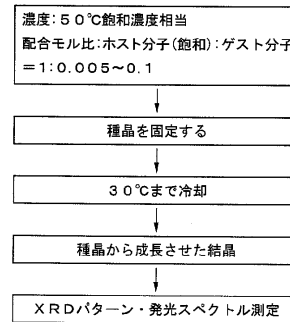 濃度：５０℃飽和濃度相当
配合モル比：ホスト分子（飽和）：ゲスト分子
＝１：０．００５～０．１
種晶を固定する
３０℃まで冷却
種晶から成長させた結晶
ＸＲＤパターン・発光スペクトル測定